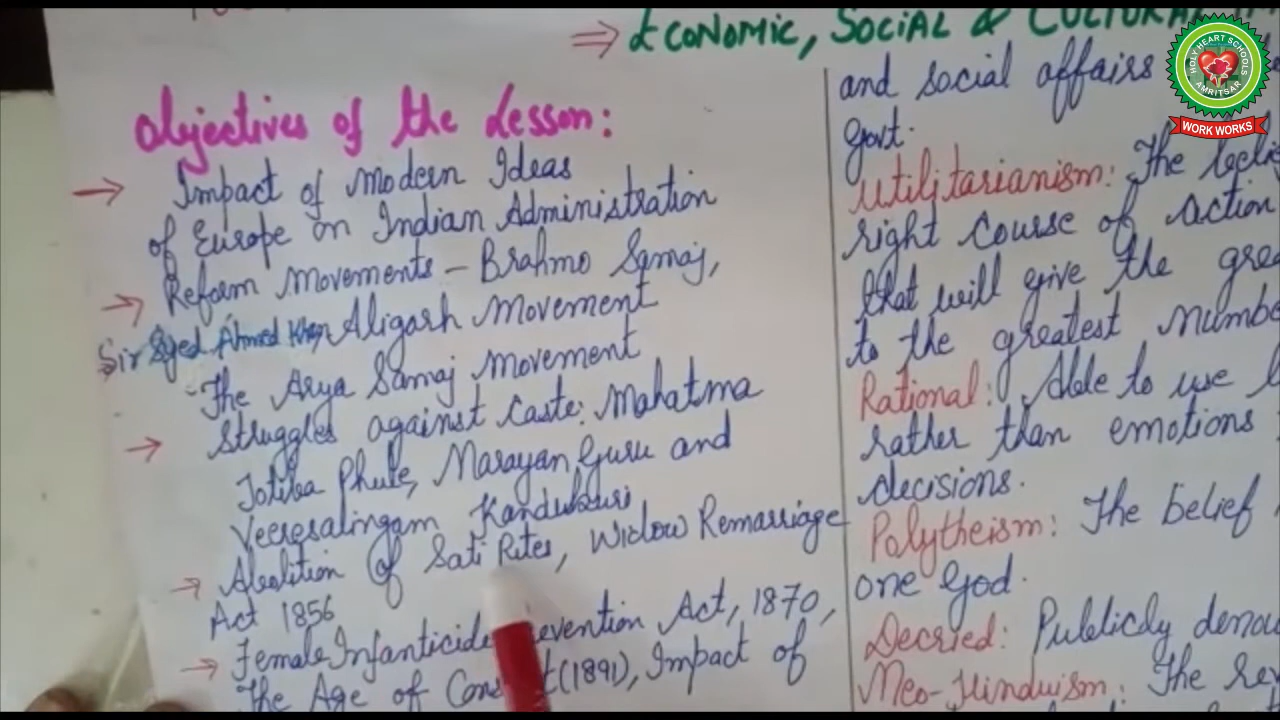 ⇒ ECONOMIC, SOCIAL & CULTURAL
Objectives of the Lesson:
→ Impact of Modern Ideas
of Europe on Indian Administration
→ Reform Movements - Brahmo Samaj,
Sir Syed Ahmed Khan Aligarh Movement
The Arya Samaj Movement
→ Struggles against Caste: Mahatma
Jotiba Phule, Narayan Guru and
Veeresalingam Kandukuri
→ Abolition of Sati Rites, Widow Remarriage
Act 1856
→ Female Infanticide Act, 1870,
The Age of (1891), Impact of
and social affairs
Govt.
Utilitarianism: The
right course of action
that will give the
to the greatest
Rational: Able to use
rather than emotions
decisions.
Polytheism: The belief
one God.
Decried: Publicly
Neo-Hinduism: The
HOLY HEART SCHOOLS
AMRITSAR
WORK WORKS